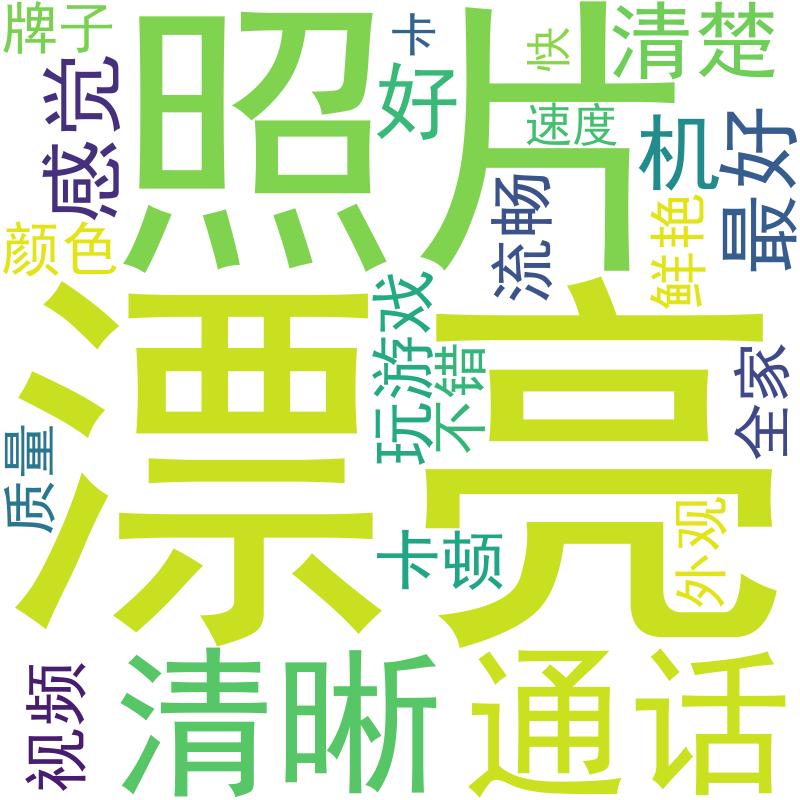 牌子
照片
卡
快
清楚
感觉
好
速度
机
最好
颜色
流畅
鲜艳
漂亮
玩游戏
不错
全家
质量
卡顿
外观
视频
清晰
通话